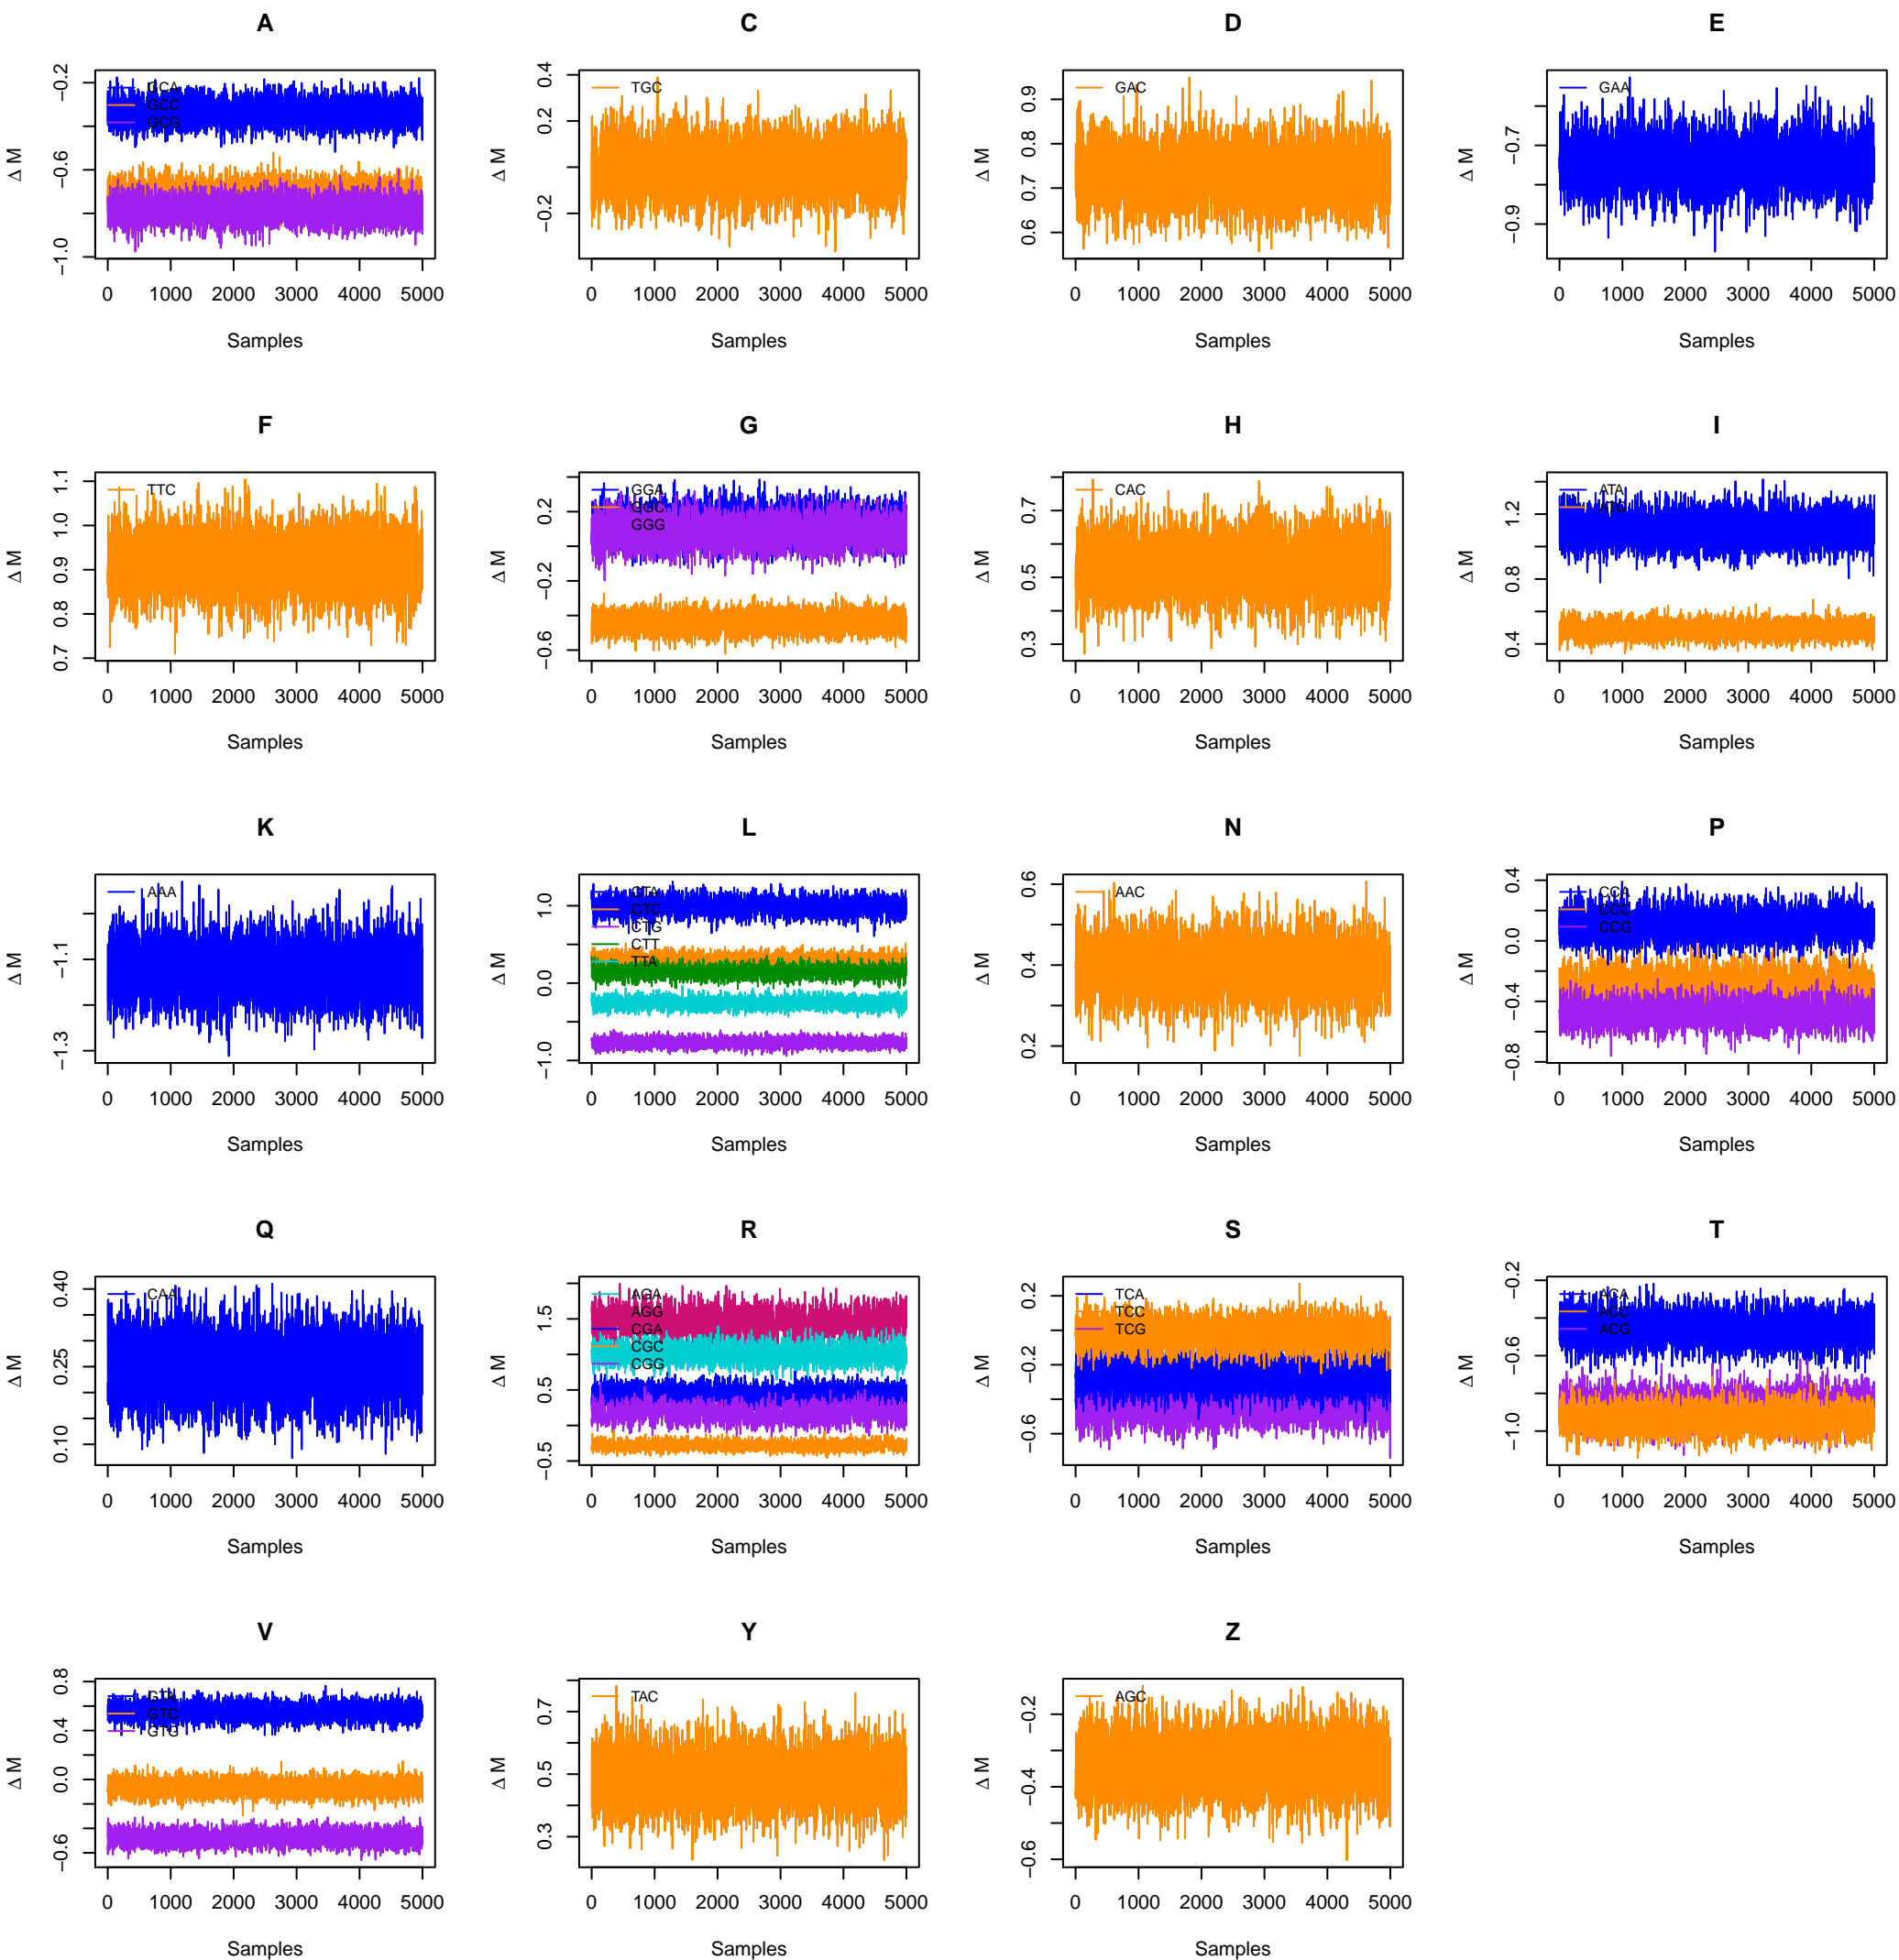 A
C
D
E
Δ M
−1.0 −0.6 −0.2
GCA
GCC
GCG
0 1000 2000 3000 4000 5000
Samples
Δ M
−0.2 0.2 0.4
TGC
0 1000 2000 3000 4000 5000
Samples
Δ M
0.6 0.7 0.8 0.9
GAC
0 1000 2000 3000 4000 5000
Samples
Δ M
−0.9 −0.7
GAA
0 1000 2000 3000 4000 5000
Samples
F
G
H
I
Δ M
0.7 0.8 0.9 1.0 1.1
TTC
0 1000 2000 3000 4000 5000
Samples
Δ M
−0.6 −0.2 0.2
GGA
GGC
GGG
0 1000 2000 3000 4000 5000
Samples
Δ M
0.3 0.5 0.7
CAC
0 1000 2000 3000 4000 5000
Samples
Δ M
0.4 0.8 1.2
ATA
ATC
0 1000 2000 3000 4000 5000
Samples
K
L
N
P
Δ M
−1.3 −1.1
AAA
0 1000 2000 3000 4000 5000
Samples
Δ M
−1.0 0.0 1.0
CTA
CTC
CTG
CTT
TTA
0 1000 2000 3000 4000 5000
Samples
Δ M
0.2 0.4 0.6
AAC
0 1000 2000 3000 4000 5000
Samples
Δ M
−0.8 −0.4 0.0 0.4
CCA
CCC
CCG
0 1000 2000 3000 4000 5000
Samples
Q
R
S
T
Δ M
0.10 0.25 0.40
CAA
0 1000 2000 3000 4000 5000
Samples
Δ M
−0.5 0.5 1.5
AGA
AGG
CGA
CGC
CGG
0 1000 2000 3000 4000 5000
Samples
Δ M
−0.6 −0.2 0.2
TCA
TCC
TCG
0 1000 2000 3000 4000 5000
Samples
Δ M
−1.0 −0.6 −0.2
ACA
ACC
ACG
0 1000 2000 3000 4000 5000
Samples
V
Y
Z
Δ M
−0.6 0.0 0.4 0.8
GTA
GTC
GTG
0 1000 2000 3000 4000 5000
Samples
Δ M
0.3 0.5 0.7
TAC
0 1000 2000 3000 4000 5000
Samples
Δ M
−0.6 −0.4 −0.2
AGC
0 1000 2000 3000 4000 5000
Samples